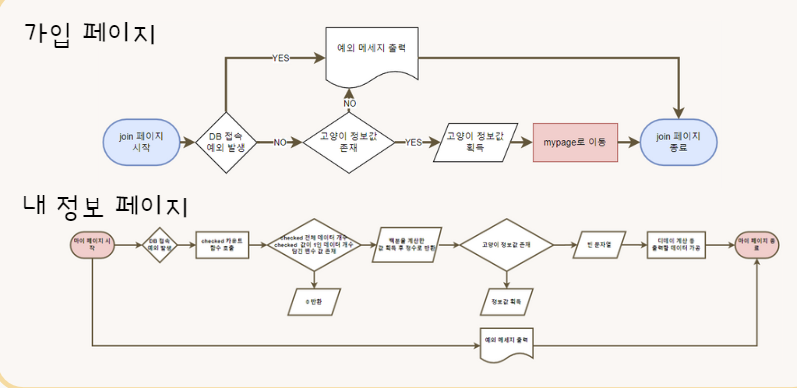 가입 페이지
예외 메세지 출력
YES
NO
join 페이지
시작
DB 접속
예외 발생
NO
고양이 정보값
존재
YES
고양이 정보값
획득
mypage로 이동
join 페이지
종료
내 정보 페이지
마이 페이지 시
작
DB 접속
예외 발생
checked 카운트
함수 호출
checked 전체 데이터 개수
checked 값이 1인 데이터 개수
담긴 변수 값 존재
백분율 계산한
값 획득 후 정수로 변환
고양이 정보값 존재
빈 문자열
디데이 계산 등
출력할 데이터 가공
마이 페이지 종
료
0 반환
정보값 획득
예외 메세지 출력